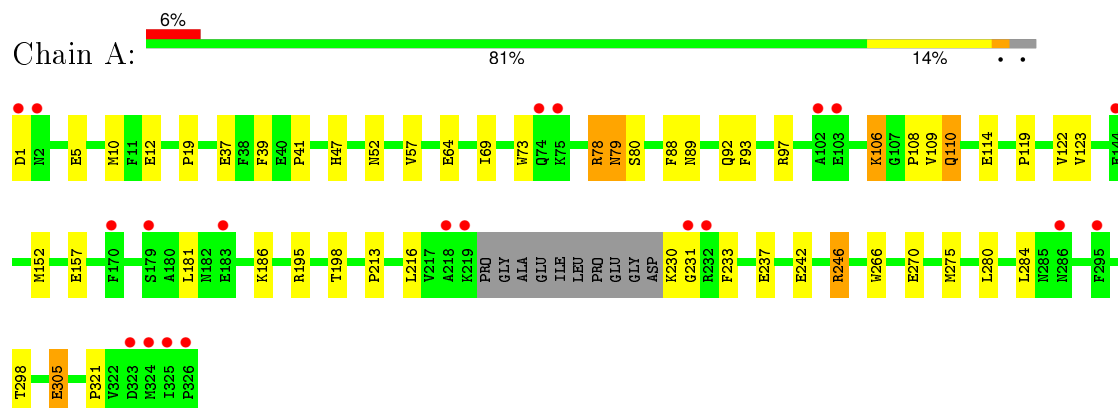 6%
Chain A:
81% 14% • •
D1 N2 E5 M10 F11 E12 P19 E37 F38 F39 E40 P41 H47 N52 V57 E64 I69 W73 Q74 K75 R78 N79 S80 F88 N89 Q92 F93 R97 A102 E103 K106 G107 P108 V109 Q110 E114 P119 V122 V123 E144
M152 E157 F170 S179 A180 L181 N182 E183 K186 R195 T198 P213 L216 V217 A218 K219 PRO GLY ALA GLU ILE LEU PRO GLU GLY ASP K230 G231 R232 F233 E237 E242 R246 W266 E270 M275 L280 L284 N285 N286 F295
T298 E305 P321 V322 D323 M324 I325 P326